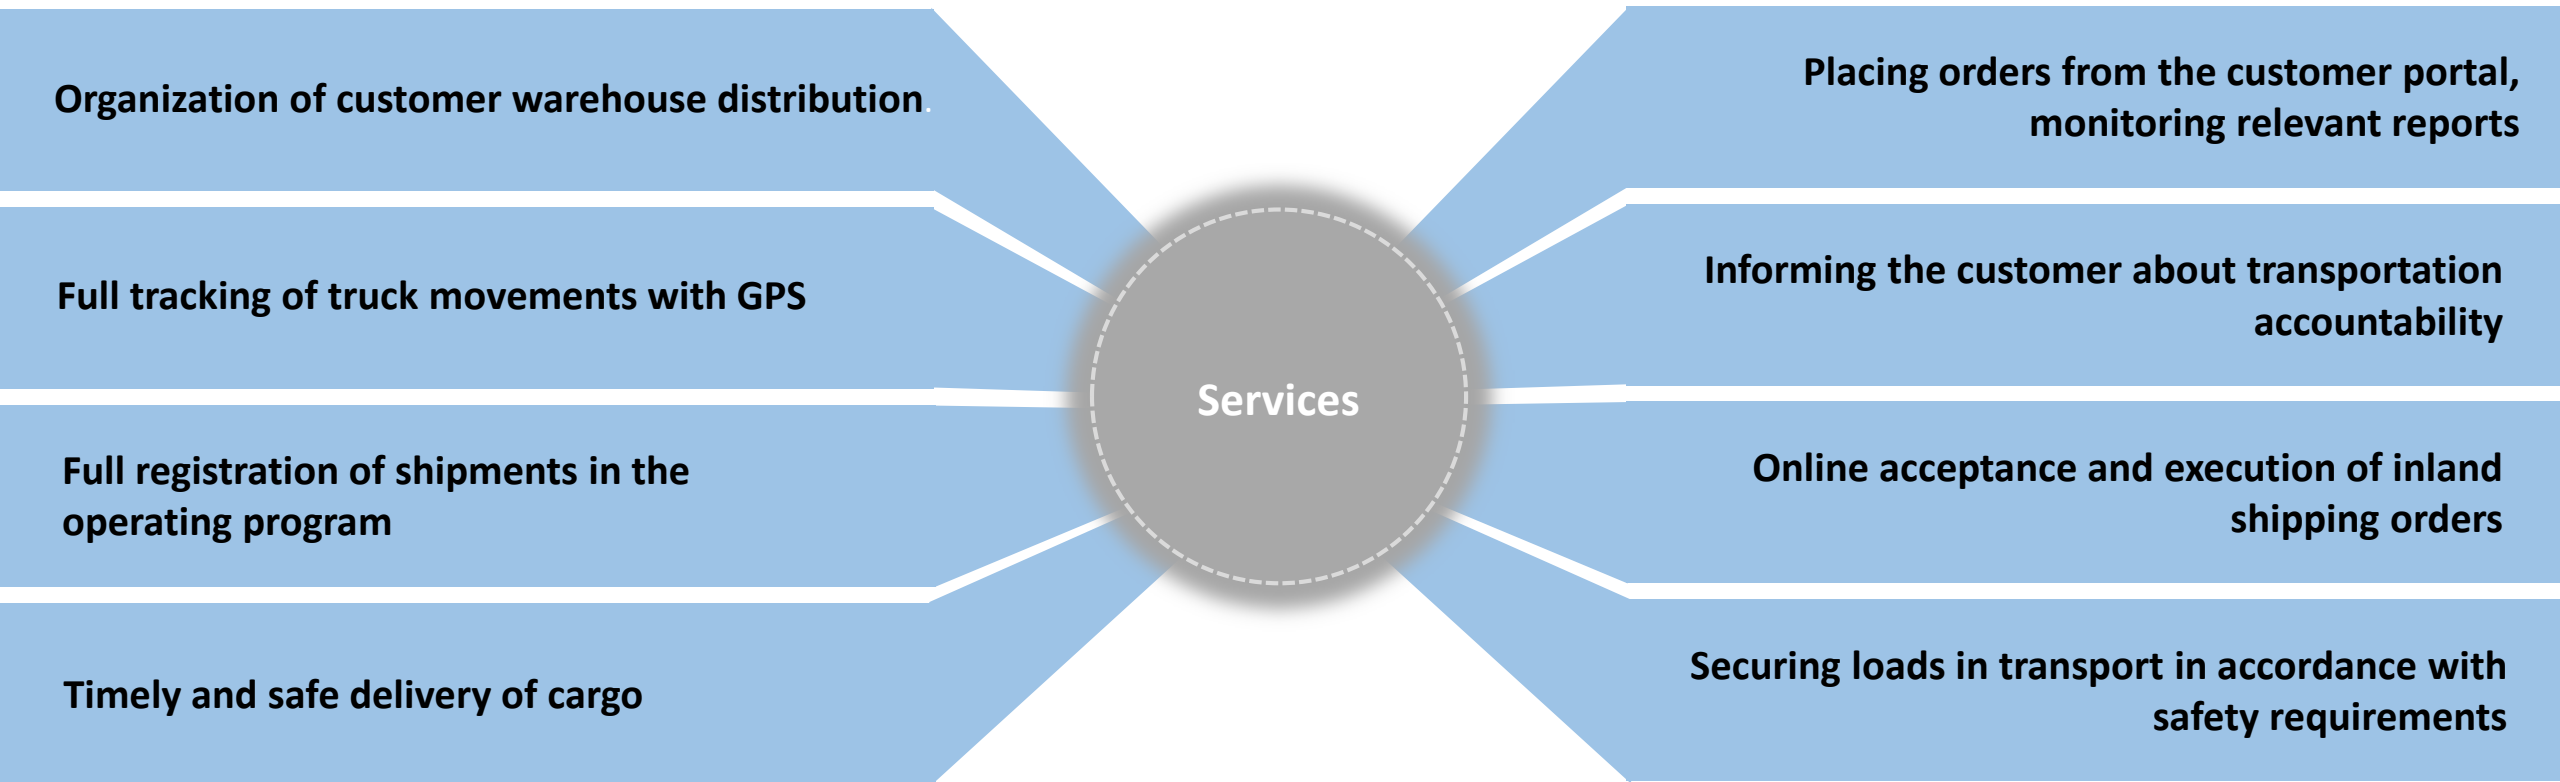 Organization of customer warehouse distribution.
Full tracking of truck movements with GPS
Full registration of shipments in the
operating program
Timely and safe delivery of cargo
Services
Placing orders from the customer portal,
monitoring relevant reports
Informing the customer about transportation
accountability
Online acceptance and execution of inland
shipping orders
Securing loads in transport in accordance with
safety requirements